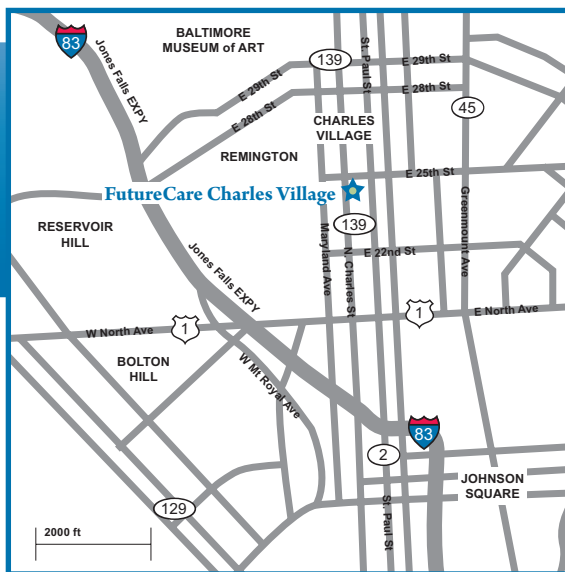 83
BALTIMORE
MUSEUM of ART
Jones Falls EXPY
139
St. Paul St
E 29th St
E 29th St
E 28th St
E 28th St
45
CHARLES
VILLAGE
REMINGTON
E 25th St
FutureCare Charles Village
RESERVOIR
HILL
139
Maryland Ave
N. Charles St
Greenmount Ave
E 22nd St
Jones Falls EXPY
W North Ave
1
1
E North Ave
BOLTON
HILL
W Mt Royal Ave
83
2
JOHNSON
SQUARE
129
St. Paul St
2000 ft